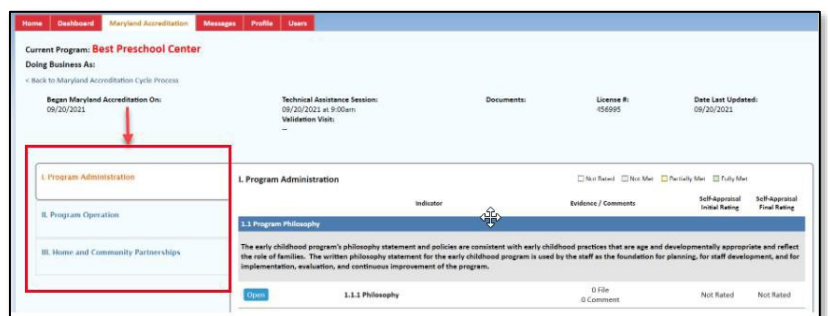 Home Dashboard Maryland Accreditation Messages Profile Users
Current Program: Best Preschool Center
Doing Business As:
< Back to Maryland Accreditation Cycle Process
Began Maryland Accreditation On:
09/20/2021
Technical Assistance Session:
09/20/2021 at 9:00am
Validation Visit:
--
Documents:
License #:
456995
Date Last Updated:
09/20/2021
I. Program Administration
II. Program Operation
III. Home and Community Partnerships
I. Program Administration
Not Rated Not Met Partially Met Fully Met
Indicator Evidence / Comments Self-Appraisal Initial Rating Self-Appraisal Final Rating
1.1 Program Philosophy
The early childhood program's philosophy statement and policies are consistent with early childhood practices that are age and developmentally appropriate and reflect
the role of families. The written philosophy statement for the early childhood program is used by the staff as the foundation for planning, for staff development, and for
implementation, evaluation, and continuous improvement of the program.
Open 1.1.1 Philosophy 0 File Not Rated Not Rated
0 Comment